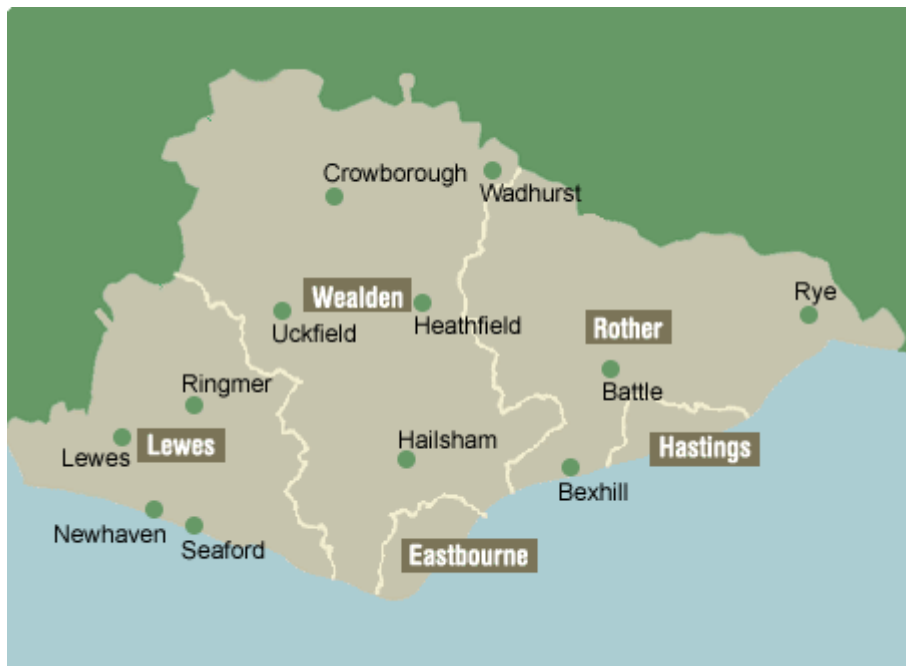 Crowborough
Wadhurst
Wealden
Rye
Uckfield
Heathfield
Rother
Ringmer
Battle
Lewes
Lewes
Hailsham
Hastings
Bexhill
Newhaven
Seaford
Eastbourne